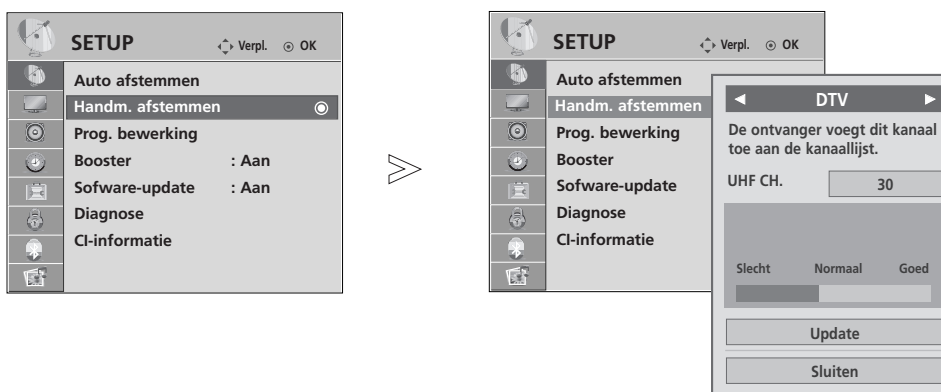 SETUP Verpl. OK
Auto afstemmen
Handm. afstemmen
Prog. bewerking
Booster : Aan
Sofware-update : Aan
Diagnose
CI-informatie
SETUP Verpl. OK
Auto afstemmen
Handm. afstemmen
Prog. bewerking
Booster
Sofware-update
Diagnose
CI-informatie
DTV
De ontvanger voegt dit kanaal
toe aan de kanaallijst.
UHF CH. 30
Slecht Normaal Goed
Update
Sluiten